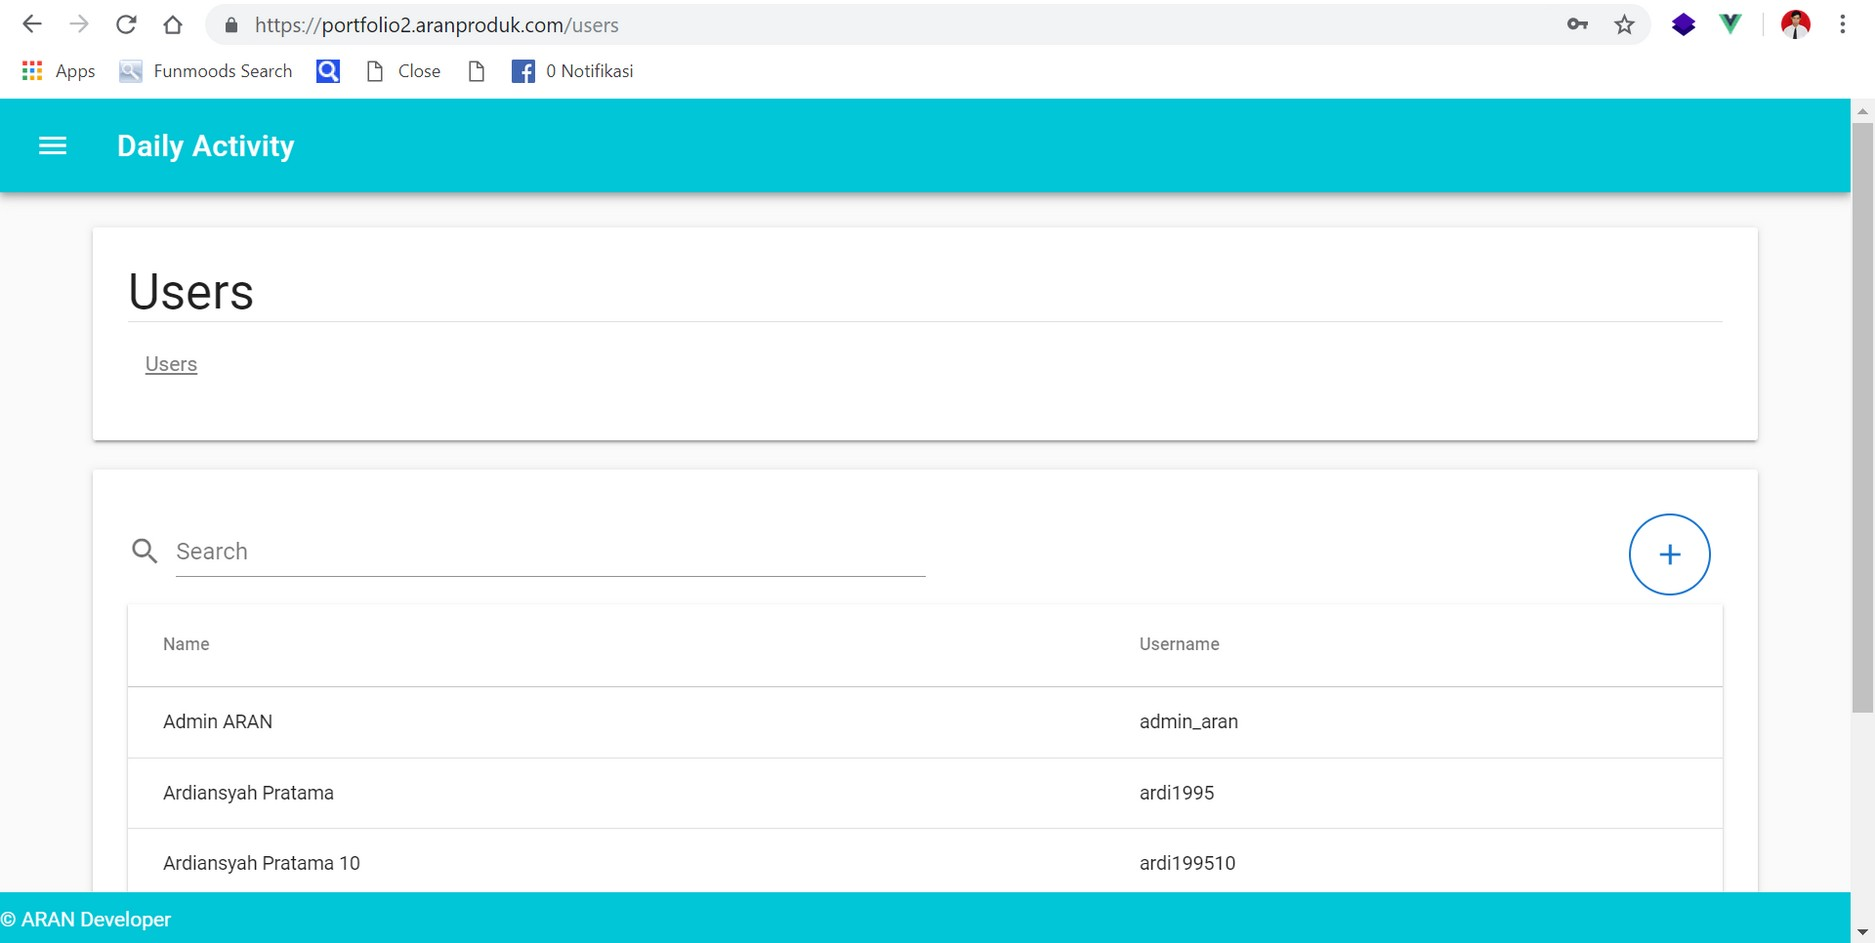 https://portfolio2.aranproduk.com/users
Apps Funmoods Search Close 0 Notifikasi
Daily Activity
Users
Users
Search
Name Username
Admin ARAN admin_aran
Ardiansyah Pratama ardi1995
Ardiansyah Pratama 10 ardi199510
© ARAN Developer